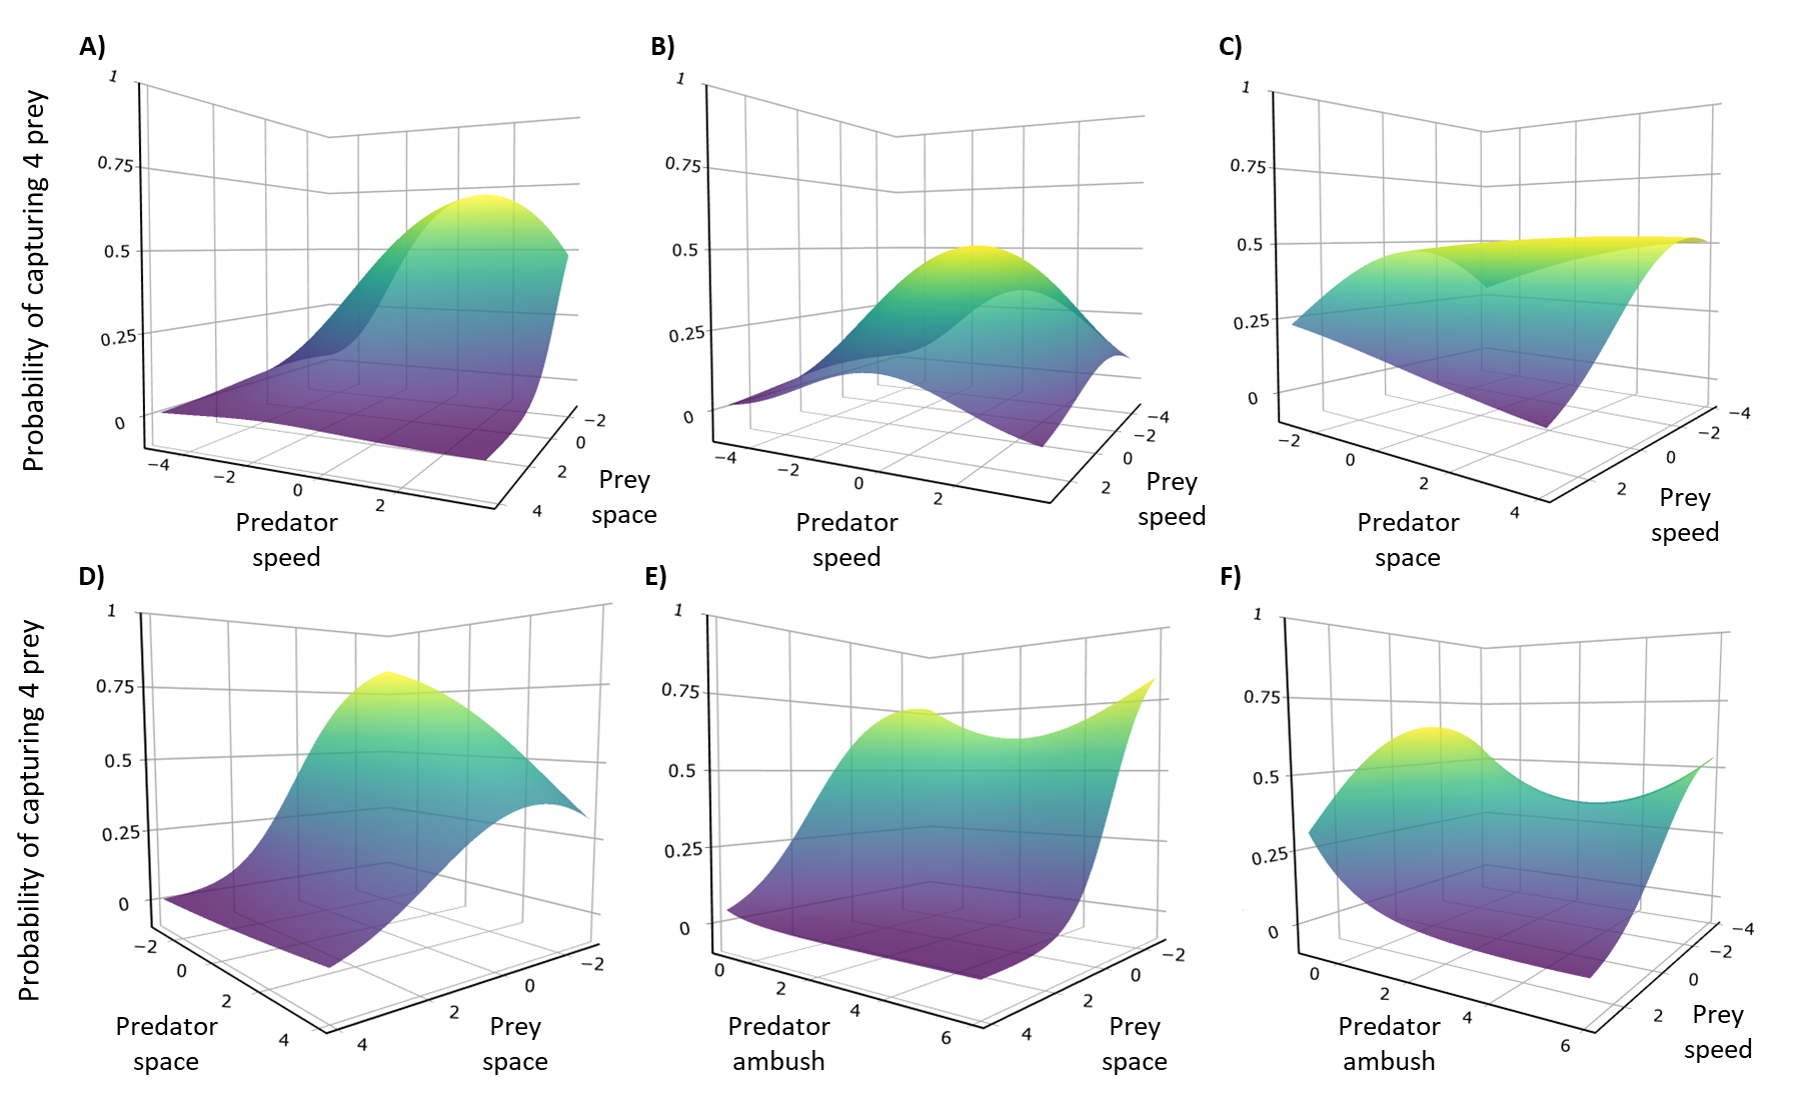 A)
B)
C)
Probability of capturing 4 prey
1
0.75
0.5
0.25
0
−4
−2
0
2
Predator
speed
−2
0
2
4
Prey
space
1
0.75
0.5
0.25
0
−4
−2
0
2
Predator
speed
−4
−2
0
2
Prey
speed
1
0.75
0.5
0.25
0
−2
0
2
4
Predator
space
−4
−2
0
2
Prey
speed
D)
E)
F)
Probability of capturing 4 prey
1
0.75
0.5
0.25
0
−2
0
2
4
Predator
space
−2
0
2
4
Prey
space
1
0.75
0.5
0.25
0
0
2
4
6
Predator
ambush
−2
0
2
4
Prey
space
1
0.75
0.5
0.25
0
0
2
4
6
Predator
ambush
−4
−2
0
2
Prey
speed